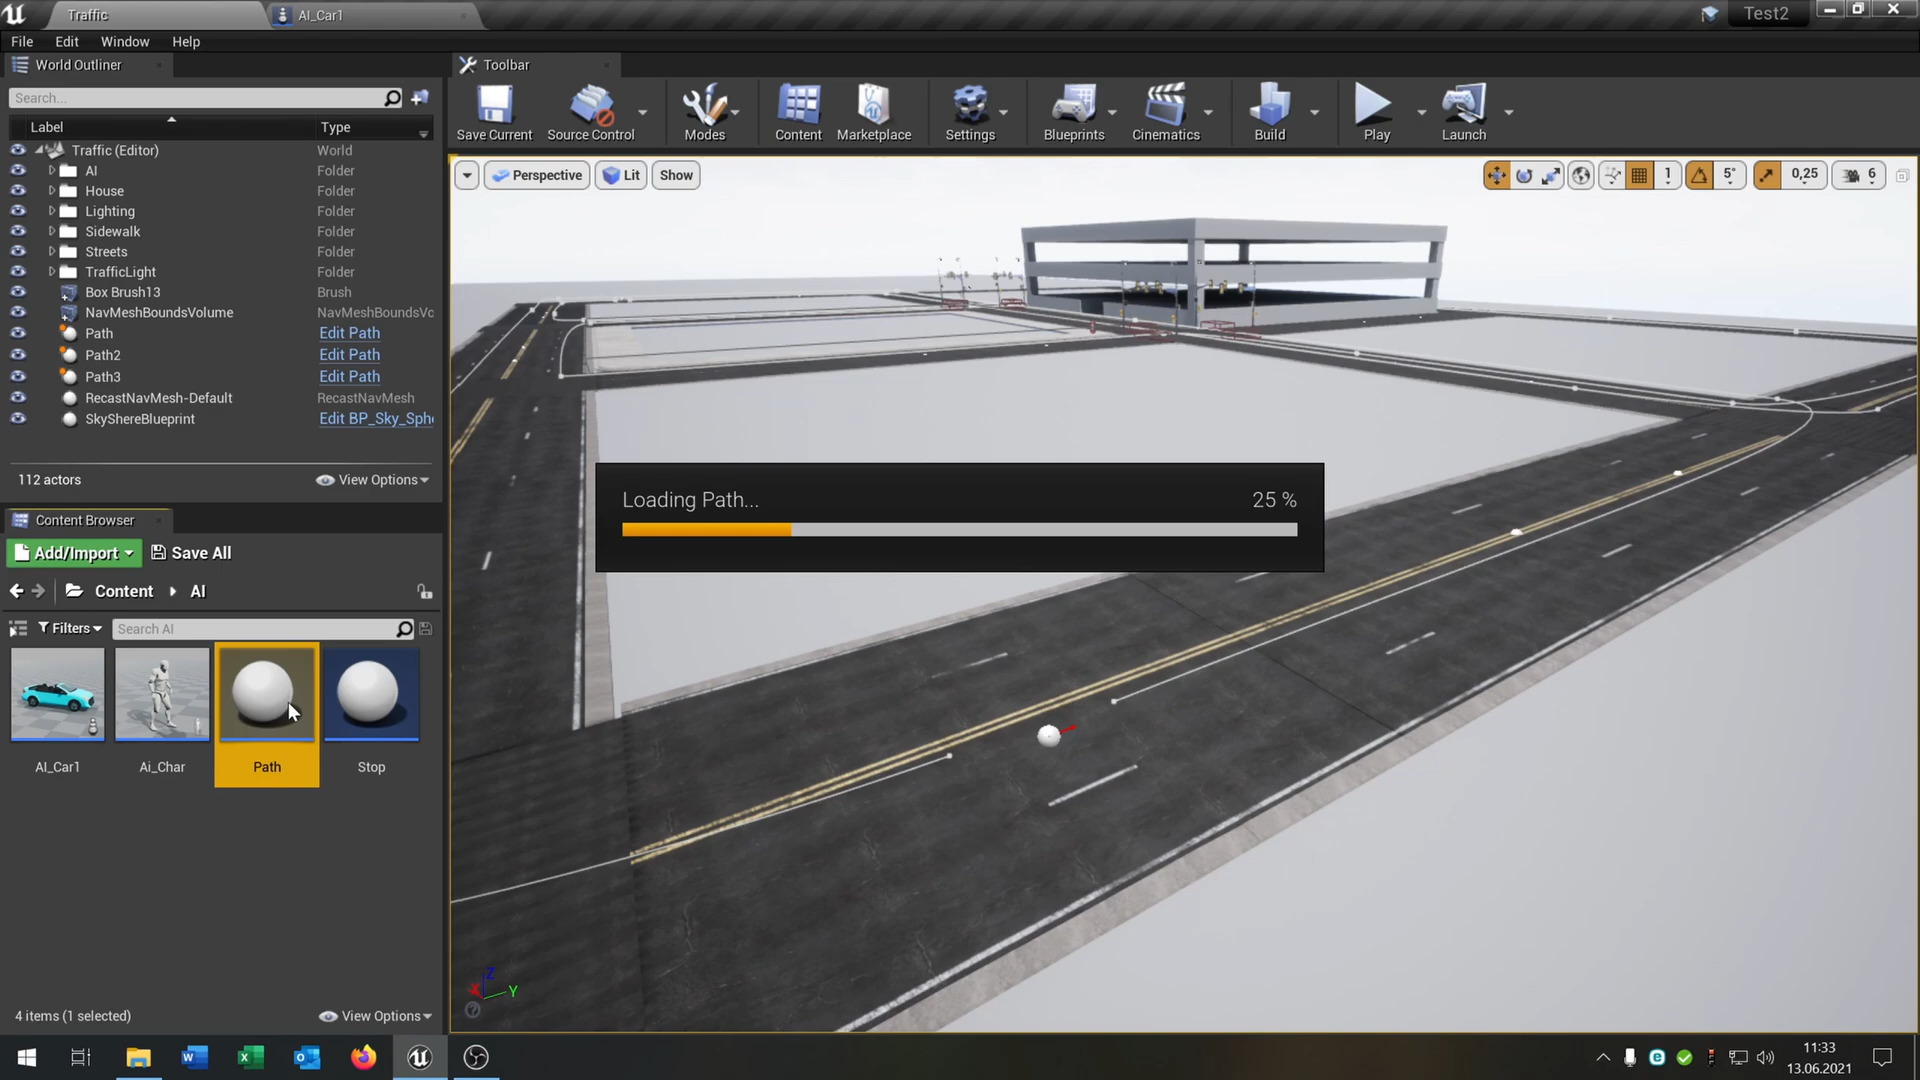 Traffic
AI_Car1
Test2
File Edit Window Help
World Outliner
Toolbar
Search...
Label Type
Traffic (Editor) World
AI Folder
House Folder
Lighting Folder
Sidewalk Folder
Streets Folder
TrafficLight Folder
Box Brush13 Brush
NavMeshBoundsVolume NavMeshBoundsVo
Path Edit Path
Path2 Edit Path
Path3 Edit Path
RecastNavMesh-Default RecastNavMesh
SkyShereBlueprint Edit BP_Sky_Sphe
112 actors View Options
Save Current Source Control Modes Content Marketplace Settings Blueprints Cinematics Build Play Launch
Perspective Lit Show
1 5° 0,25 6
Loading Path... 25 %
Content Browser
Add/Import Save All
Content AI
Filters Search AI
AI_Car1 Ai_Char Path Stop
Z
X Y
4 items (1 selected) View Options
11:33
13.06.2021